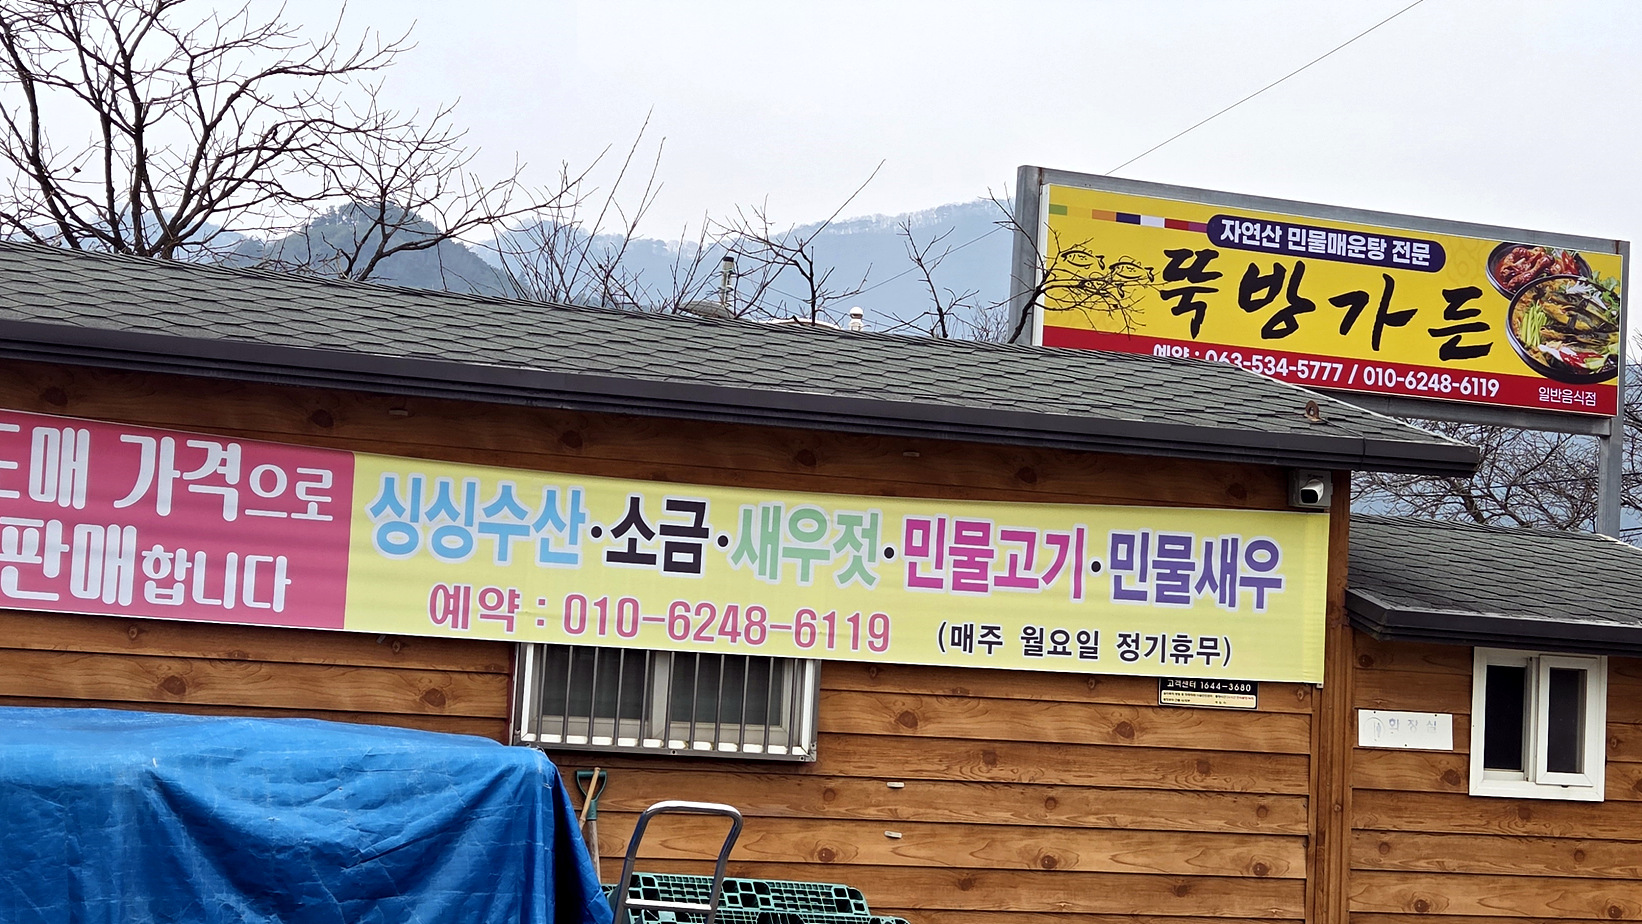 자연산 민물매운탕 전문
뚝방가든
예약 : 063-534-5777 / 010-6248-6119
일반음식점
도매 가격으로
판매합니다
싱싱수산·소금·새우젓·민물고기·민물새우
예약 : 010-6248-6119
(매주 월요일 정기휴무)
고객센터 1644-3680
화장실